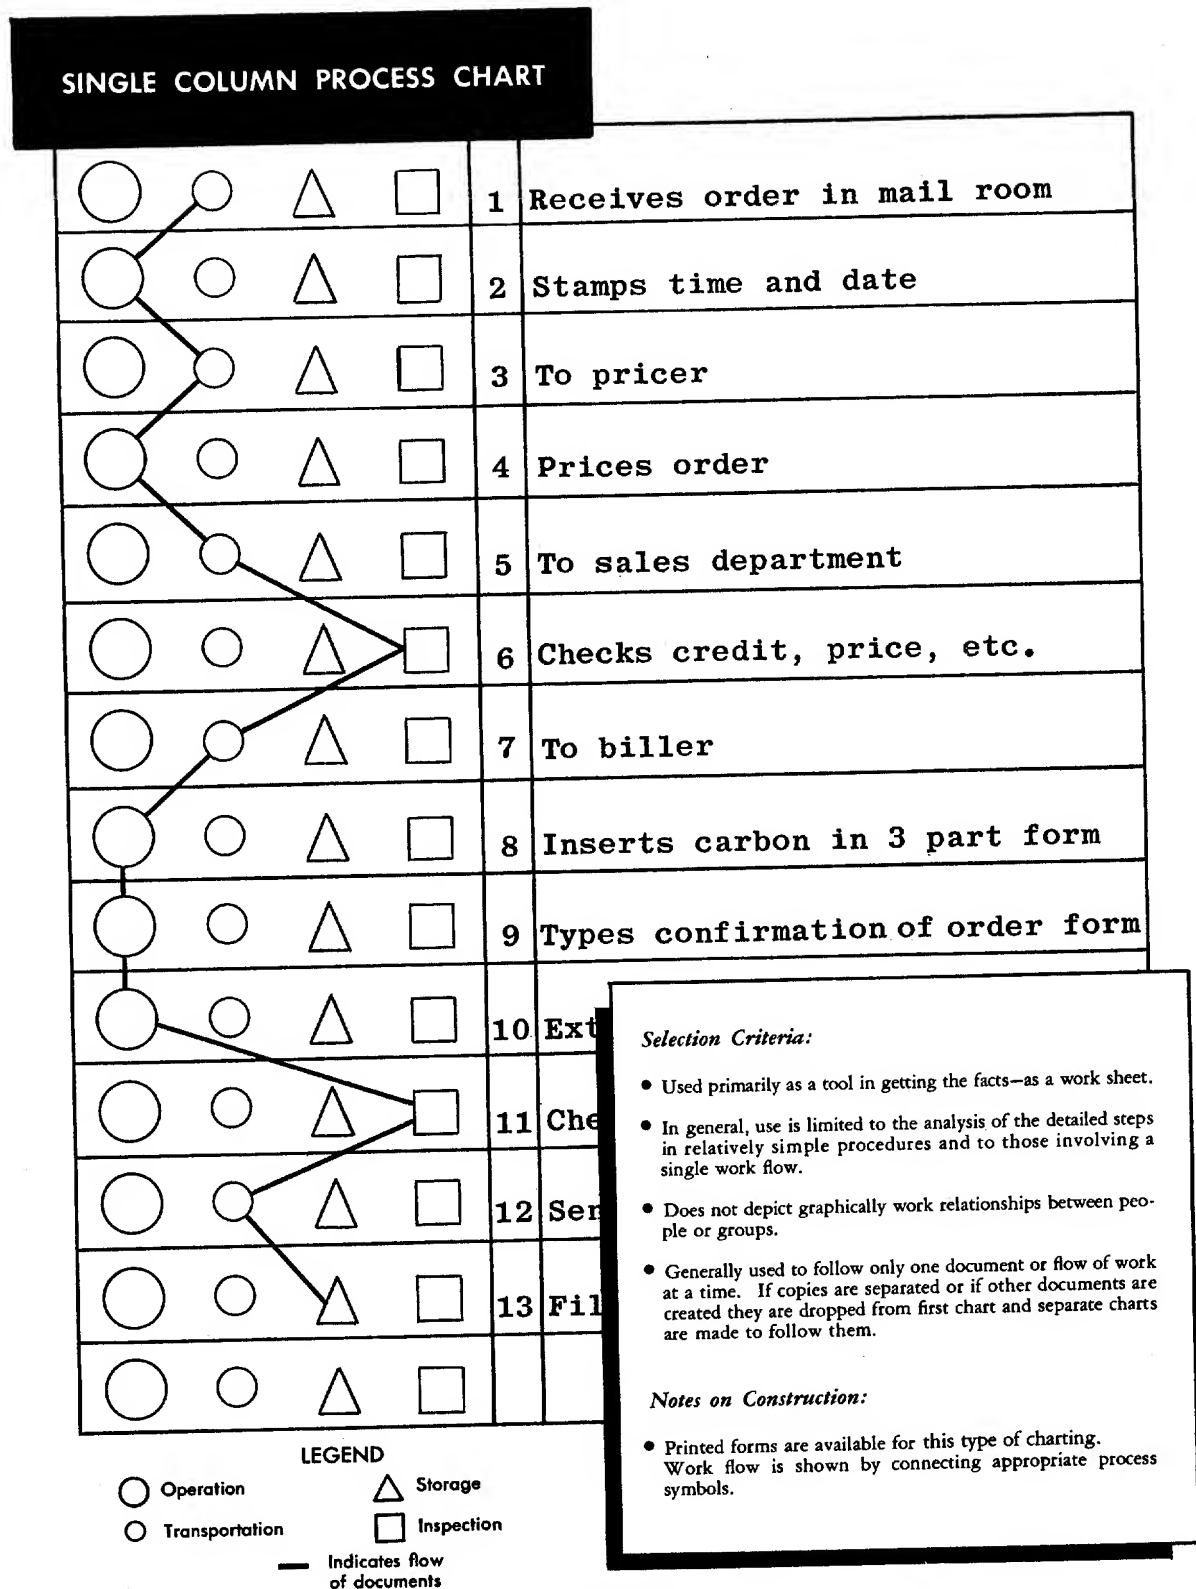 SINGLE COLUMN PROCESS CHART
1 Receives order in mail room
2 Stamps time and date
3 To pricer
4 Prices order
5 To sales department
6 Checks credit, price, etc.
7 To biller
8 Inserts carbon in 3 part form
9 Types confirmation of order form
10 Ext
11 Che
12 Sen
13 Fil
Selection Criteria:
• Used primarily as a tool in getting the facts—as a work sheet.
• In general, use is limited to the analysis of the detailed steps
in relatively simple procedures and to those involving a
single work flow.
• Does not depict graphically work relationships between peo-
ple or groups.
• Generally used to follow only one document or flow of work
at a time. If copies are separated or if other documents are
created they are dropped from first chart and separate charts
are made to follow them.
Notes on Construction:
• Printed forms are available for this type of charting.
Work flow is shown by connecting appropriate process
symbols.
LEGEND
Operation
Storage
Transportation
Inspection
Indicates flow
of documents